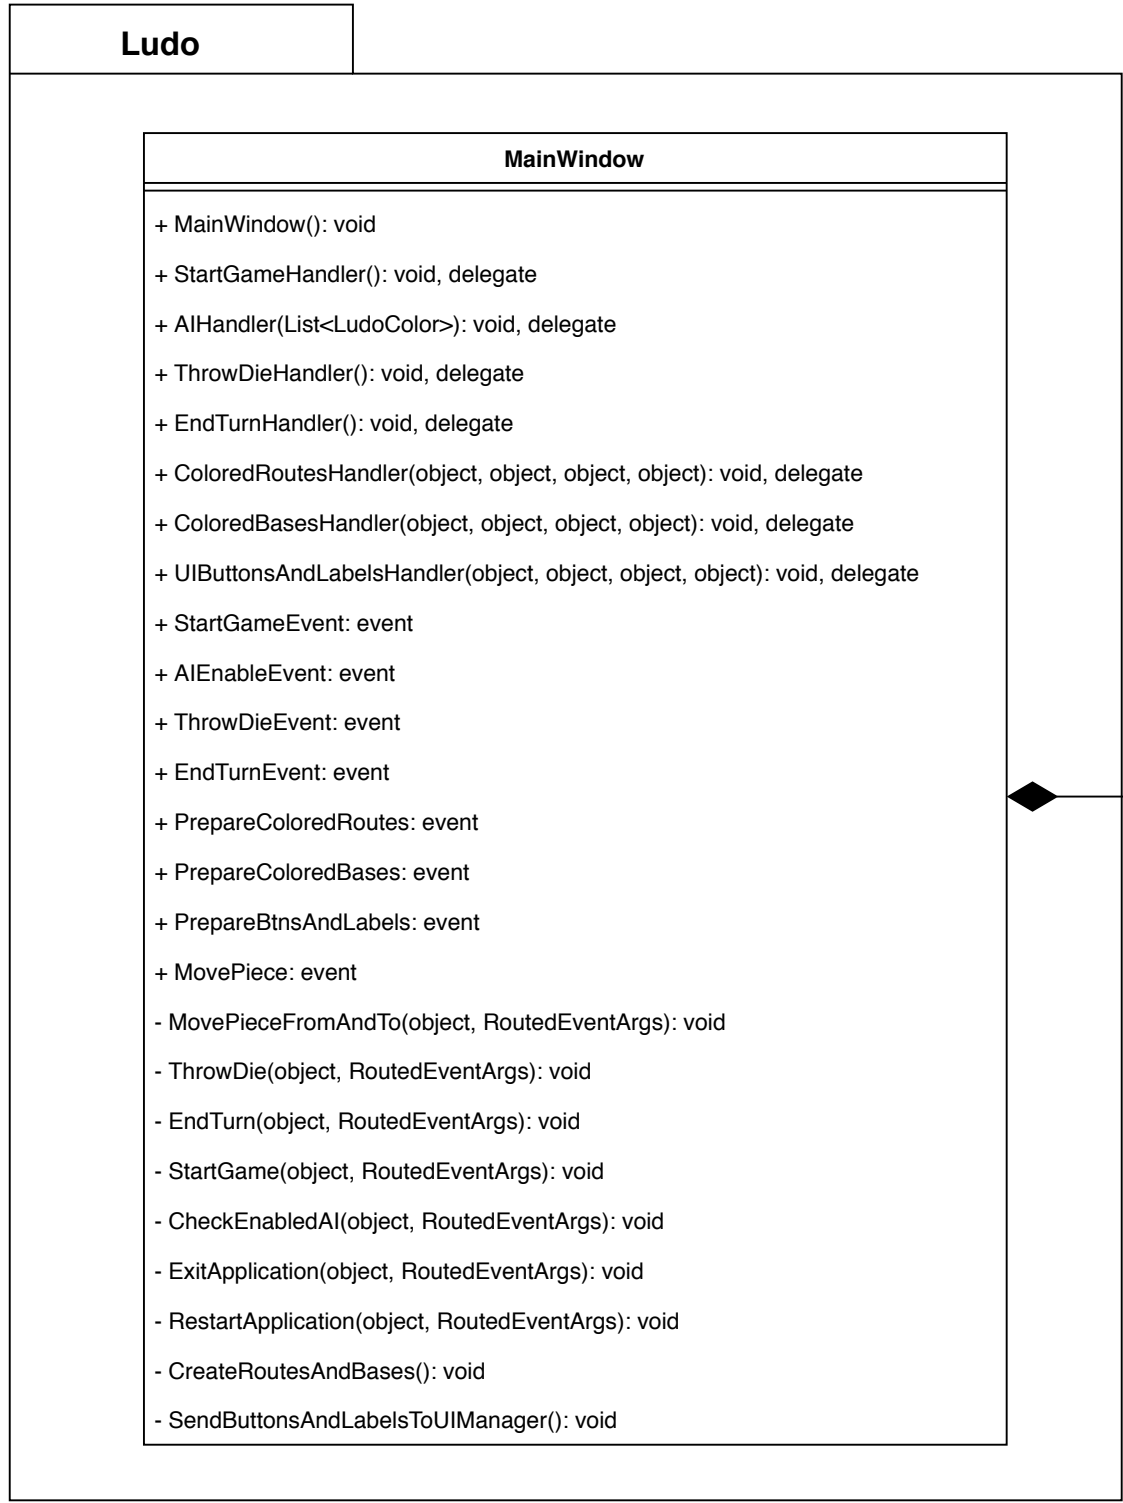 Ludo
MainWindow
+ MainWindow(): void
+ StartGameHandler(): void, delegate
+ AIHandler(List<LudoColor>): void, delegate
+ ThrowDieHandler(): void, delegate
+ EndTurnHandler(): void, delegate
+ ColoredRoutesHandler(object, object, object, object): void, delegate
+ ColoredBasesHandler(object, object, object, object): void, delegate
+ UIButtonsAndLabelsHandler(object, object, object, object): void, delegate
+ StartGameEvent: event
+ AIEnableEvent: event
+ ThrowDieEvent: event
+ EndTurnEvent: event
+ PrepareColoredRoutes: event
+ PrepareColoredBases: event
+ PrepareBtnsAndLabels: event
+ MovePiece: event
- MovePieceFromAndTo(object, RoutedEventArgs): void
- ThrowDie(object, RoutedEventArgs): void
- EndTurn(object, RoutedEventArgs): void
- StartGame(object, RoutedEventArgs): void
- CheckEnabledAI(object, RoutedEventArgs): void
- ExitApplication(object, RoutedEventArgs): void
- RestartApplication(object, RoutedEventArgs): void
- CreateRoutesAndBases(): void
- SendButtonsAndLabelsToUIManager(): void